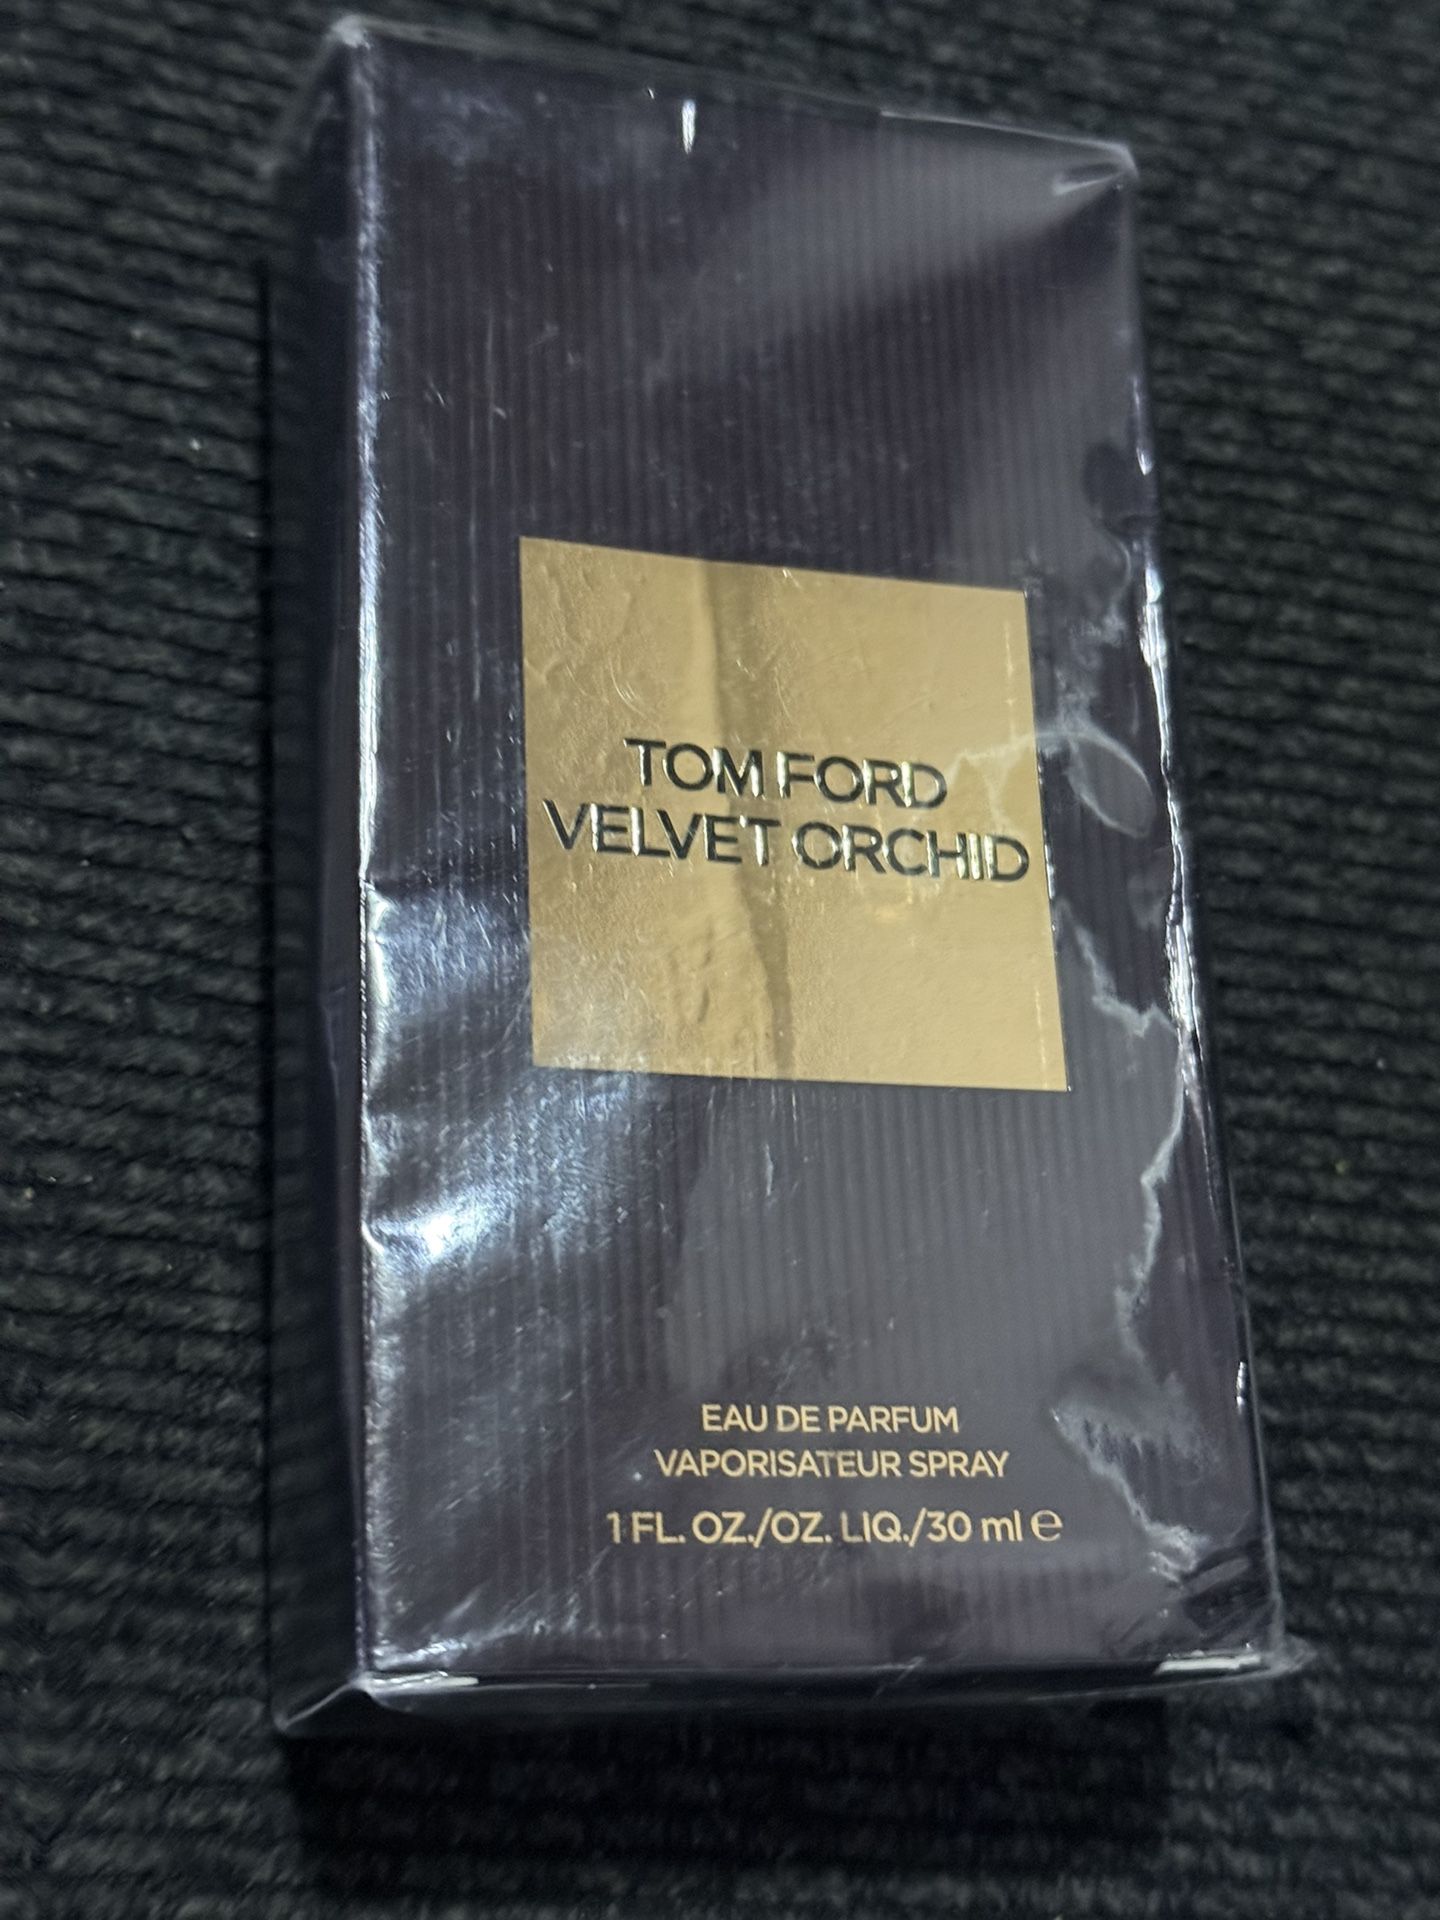 TOM FORD
VELVET ORCHID
EAU DE PARFUM
VAPORISATEUR SPRAY
1 FL. OZ./OZ. LIQ./30 ml ℮